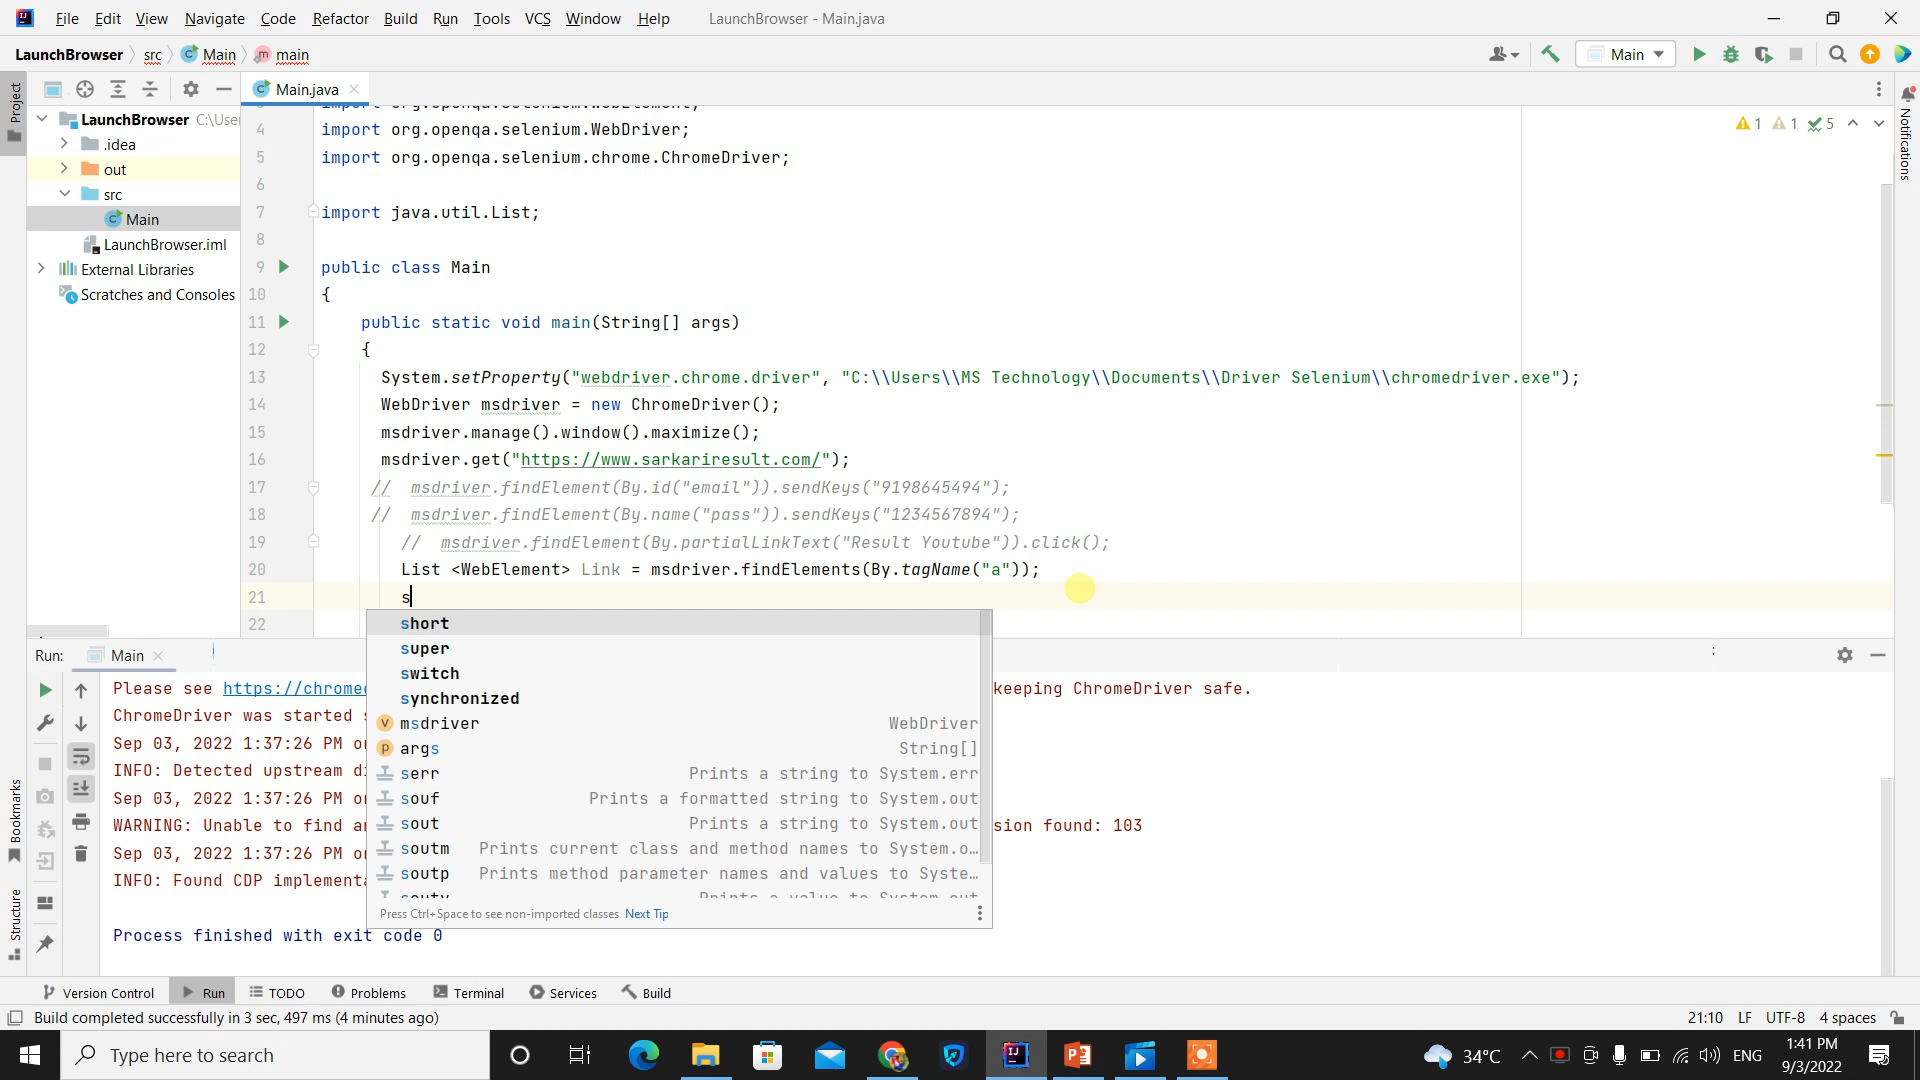 File Edit View Navigate Code Refactor Build Run Tools VCS Window Help LaunchBrowser - Main.java
LaunchBrowser src Main main Main
Project
Main.java
Notifications
LaunchBrowser C:\User
.idea
out
src
Main
LaunchBrowser.iml
External Libraries
Scratches and Consoles
1 1 5
4 import org.openqa.selenium.WebDriver;
5 import org.openqa.selenium.chrome.ChromeDriver;
6
7 import java.util.List;
8
9 public class Main
10 {
11 public static void main(String[] args)
12 {
13 System.setProperty("webdriver.chrome.driver", "C:\\Users\\MS Technology\\Documents\\Driver Selenium\\chromedriver.exe");
14 WebDriver msdriver = new ChromeDriver();
15 msdriver.manage().window().maximize();
16 msdriver.get("https://www.sarkariresult.com/");
17 // msdriver.findElement(By.id("email")).sendKeys("9198645494");
18 // msdriver.findElement(By.name("pass")).sendKeys("1234567894");
19 // msdriver.findElement(By.partialLinkText("Result Youtube")).click();
20 List <WebElement> Link = msdriver.findElements(By.tagName("a"));
21 s
22
short
super
switch
synchronized
msdriver WebDriver
args String[]
serr Prints a string to System.err
souf Prints a formatted string to System.out
sout Prints a string to System.out
soutm Prints current class and method names to System.o…
soutp Prints method parameter names and values to Syste…
Press Ctrl+Space to see non-imported classes Next Tip
Run: Main
Please see https://chrome keeping ChromeDriver safe.
ChromeDriver was started
Sep 03, 2022 1:37:26 PM
INFO: Detected upstream
Sep 03, 2022 1:37:26 PM
WARNING: Unable to find sion found: 103
Sep 03, 2022 1:37:26 PM
INFO: Found CDP
Process finished with exit code 0
Bookmarks
Structure
Version Control Run TODO Problems Terminal Services Build
Build completed successfully in 3 sec, 497 ms (4 minutes ago) 21:10 LF UTF-8 4 spaces
Type here to search 34°C ENG 1:41 PM
9/3/2022